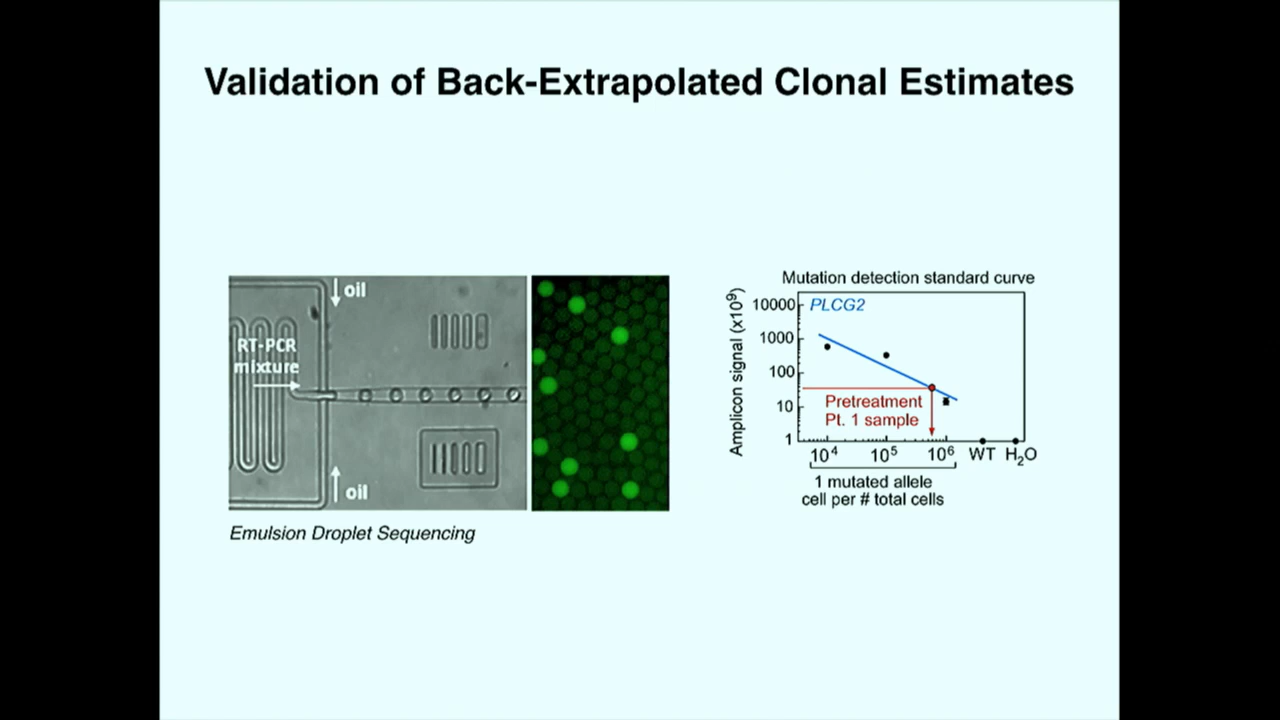 Validation of Back-Extrapolated Clonal Estimates
oil
RT-PCR
mixture
oil
Emulsion Droplet Sequencing
Mutation detection standard curve
Amplicon signal (x10⁹)
10000
1000
100
10
1
PLCG2
Pretreatment
Pt. 1 sample
10⁴ 10⁵ 10⁶ WT H₂O
1 mutated allele
cell per # total cells